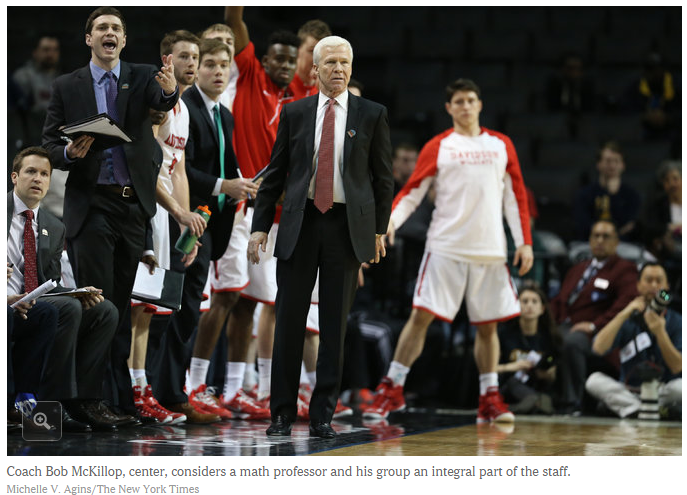 DAVIDSON
WILDCATS
Coach Bob McKillop, center, considers a math professor and his group an integral part of the staff.
Michelle V. Agins/The New York Times